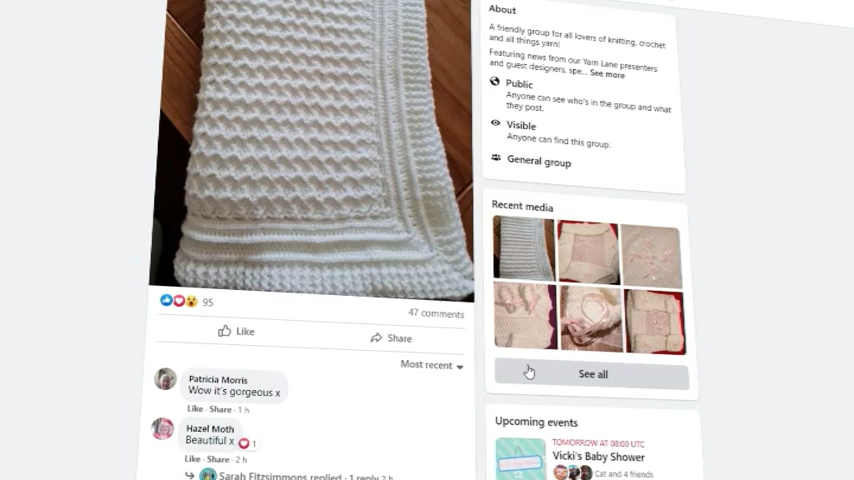 About
A friendly group for all lovers of knitting, crochet
and all things yarn!
Featuring news from our Yarn Lane presenters
and guest designers, spe... See more
Public
Anyone can see who's in the group and what
they post.
Visible
Anyone can find this group.
General group
Recent media
See all
Upcoming events
TOMORROW AT 08:00 UTC
Vicki's Baby Shower
Cat and 4 friends
95
47 comments
Like
Share
Most recent
Patricia Morris
Wow it's gorgeous x
Like · Share · 1 h
Hazel Moth
Beautiful x
1
Like · Share · 2 h
Sarah Fitzsimmons replied · 1 reply 2 h